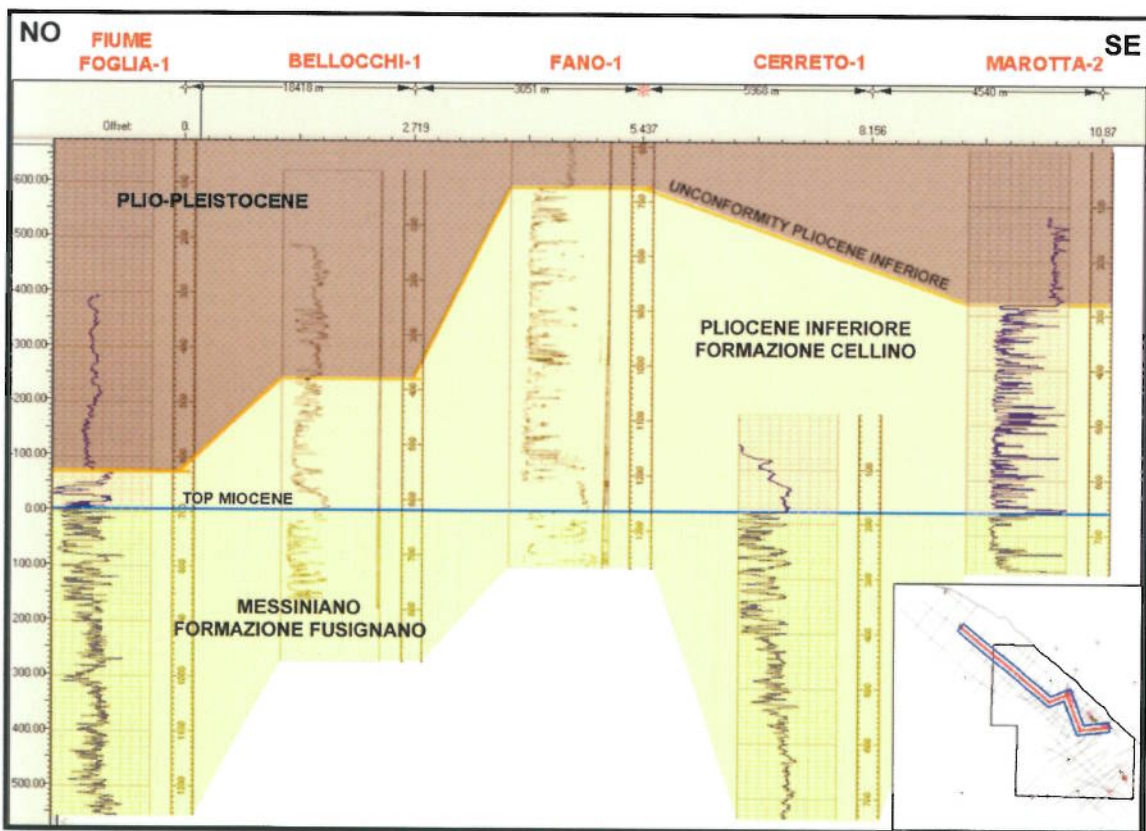 NO
SE
FIUME
FOGLIA-1
BELLOCCHI-1
FANO-1
CERRETO-1
MAROTTA-2
18418 m
3051 m
5368 m
4540 m
Offset:
0.
2.719
5.437
8.156
10.87
600.00
500.00
400.00
300.00
200.00
100.00
0.00
100.00
200.00
300.00
400.00
500.00
PLIO-PLEISTOCENE
UNCONFORMITY PLIOCENE INFERIORE
PLIOCENE INFERIORE
FORMAZIONE CELLINO
TOP MIOCENE
MESSINIANO
FORMAZIONE FUSIGNANO